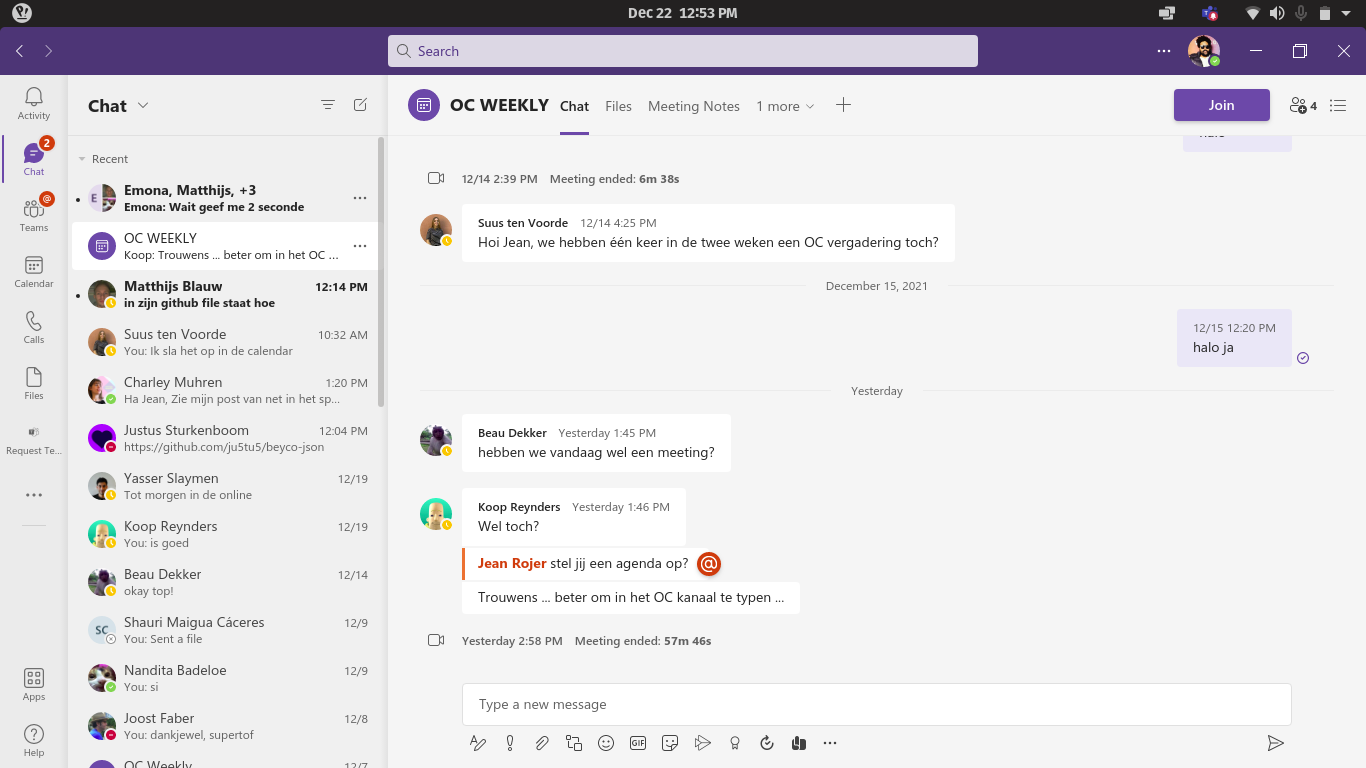 Dec 22 12:53 PM
Search
Activity
2
Chat
@
Teams
Calendar
Calls
Files
Request Te...
Apps
Help
Chat
Recent
E
Emona, Matthijs, +3
Emona: Wait geef me 2 seconde
OC WEEKLY
Koop: Trouwens ... beter om in het OC ...
Matthijs Blauw 12:14 PM
in zijn github file staat hoe
Suus ten Voorde 10:32 AM
You: Ik sla het op in de calendar
Charley Muhren 1:20 PM
Ha Jean, Zie mijn post van net in het sp...
Justus Sturkenboom 12:04 PM
https://github.com/ju5tu5/beyco-json
Yasser Slaymen 12/19
Tot morgen in de online
Koop Reynders 12/19
You: is goed
Beau Dekker 12/14
okay top!
SC
Shauri Maigua Cáceres 12/9
You: Sent a file
Nandita Badeloe 12/9
You: si
Joost Faber 12/8
You: dankjewel, supertof
OC Weekly 12/7
OC WEEKLY Chat Files Meeting Notes 1 more
Join 4
12/14 2:39 PM Meeting ended: 6m 38s
Suus ten Voorde 12/14 4:25 PM
Hoi Jean, we hebben één keer in de twee weken een OC vergadering toch?
December 15, 2021
12/15 12:20 PM
halo ja
Yesterday
Beau Dekker Yesterday 1:45 PM
hebben we vandaag wel een meeting?
Koop Reynders Yesterday 1:46 PM
Wel toch?
Jean Rojer stel jij een agenda op? @
Trouwens ... beter om in het OC kanaal te typen ...
Yesterday 2:58 PM Meeting ended: 57m 46s
Type a new message
GIF